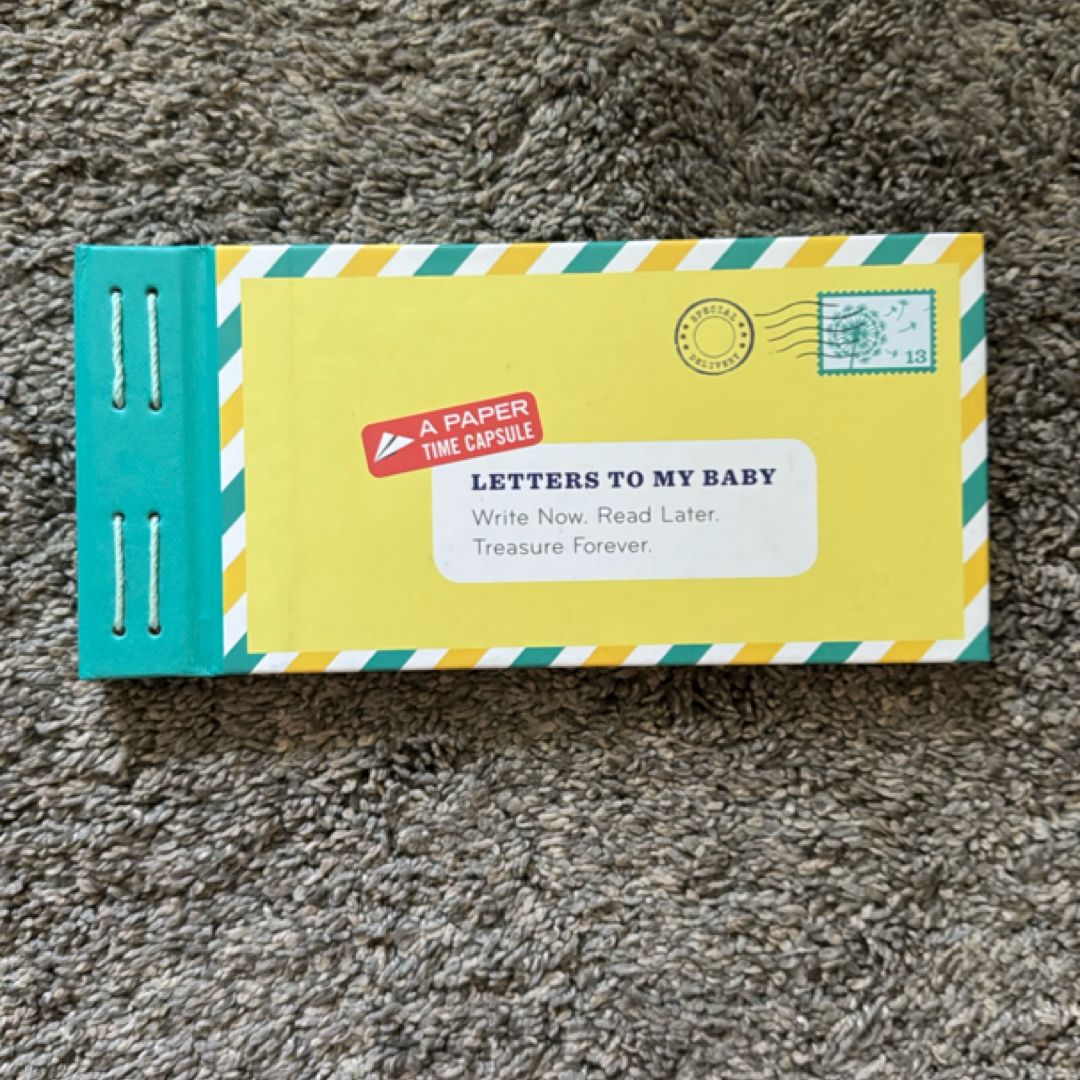 SPECIAL
DELIVERY
13
A PAPER
TIME CAPSULE
LETTERS TO MY BABY
Write Now. Read Later.
Treasure Forever.